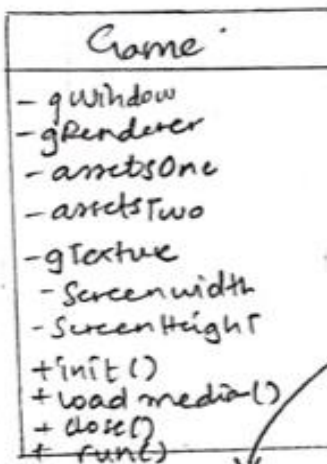 Game
- gWindow
- gRenderer
- assetsOne
- assetsTwo
- gTexture
- Screenwidth
- ScreenHeight
+ init()
+ load media()
+ close()
+ run()